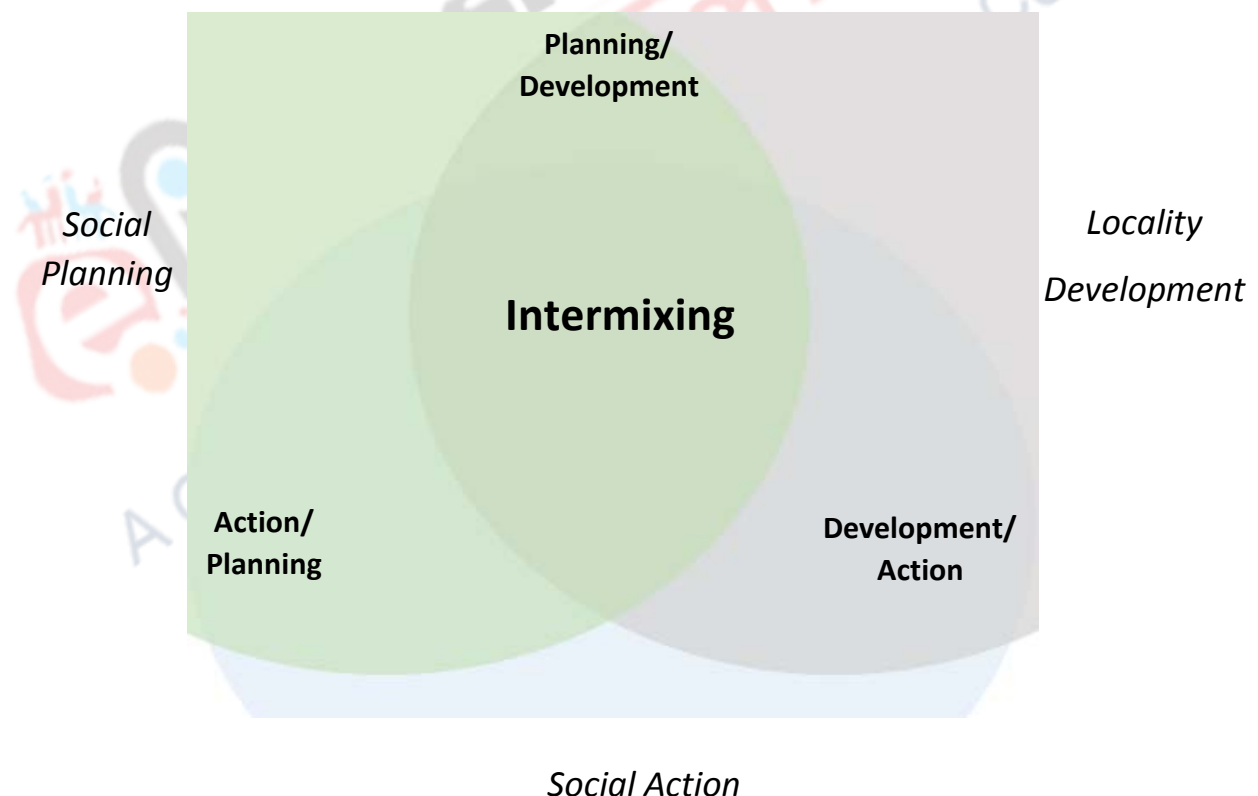 Planning/
Development
Social
Planning
Locality
Development
Intermixing
Action/
Planning
Development/
Action
Social Action